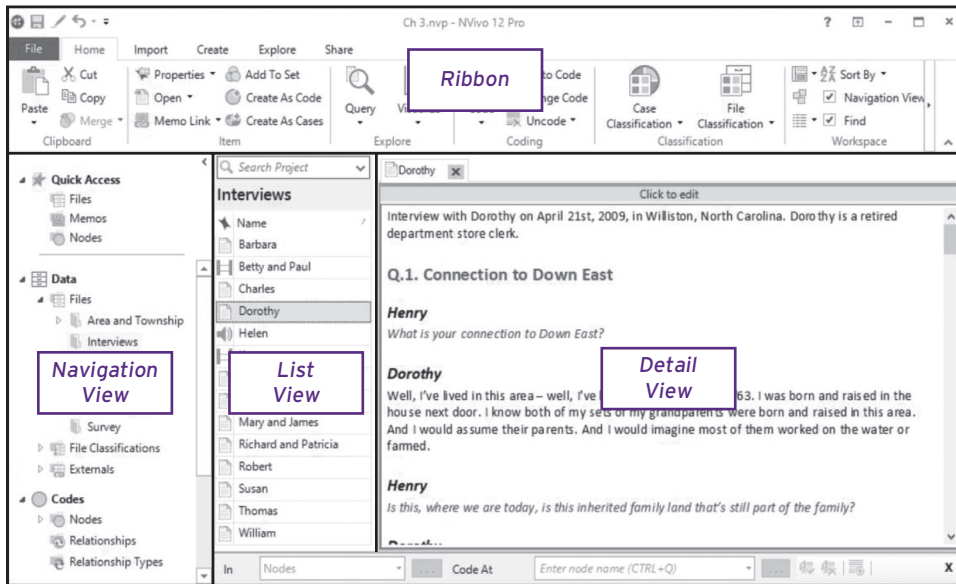 Ch 3.nvp - NVivo 12 Pro
File Home Import Create Explore Share
Paste
Cut
Copy
Merge
Clipboard
Properties
Open
Memo Link
Add To Set
Create As Code
Create As Cases
Item
Query
Explore
Ribbon
to Code
Code
Uncode
Coding
Case
Classification
File
Classification
Classification
Sort By
Navigation View
Find
Workspace
Quick Access
Files
Memos
Nodes
Data
Files
Area and Township
Interviews
Navigation
View
Survey
File Classifications
Externals
Codes
Nodes
Relationships
Relationship Types
Search Project
Interviews
Name
Barbara
Betty and Paul
Charles
Dorothy
Helen
List
View
Mary and James
Richard and Patricia
Robert
Susan
Thomas
William
Dorothy
Click to edit
Interview with Dorothy on April 21st, 2009, in Williston, North Carolina. Dorothy is a retired
department store clerk.
Q.1. Connection to Down East
Henry
What is your connection to Down East?
Detail
View
Dorothy
Well, I've lived in this area – well, I've 63. I was born and raised in the
house next door. I know both of my sets of my grandparents were born and raised in this area.
And I would assume their parents. And I would imagine most of them worked on the water or
farmed.
Henry
Is this, where we are today, is this inherited family land that's still part of the family?
In Nodes ... Code At Enter node name (CTRL+Q) ... X